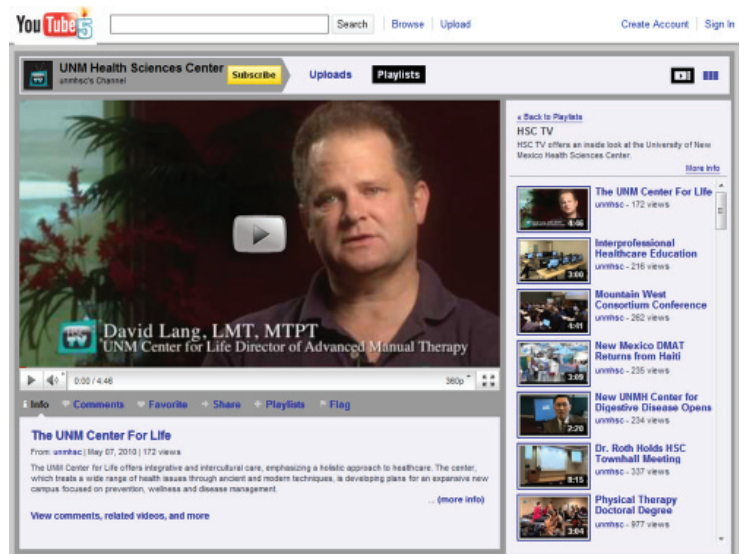 You Tube 5
Search
Browse
Upload
Create Account
Sign In
UNM Health Sciences Center
unmhsc's Channel
Subscribe
Uploads
Playlists
HSC TV
David Lang, LMT, MTPT
UNM Center for Life Director of Advanced Manual Therapy
0:00 / 4:46
360p
Info
Comments
Favorite
Share
Playlists
Flag
The UNM Center For Life
From: unmhsc | May 07, 2010 | 172 views
The UNM Center for Life offers integrative and intercultural care, emphasizing a holistic approach to healthcare. The center,
which treats a wide range of health issues through ancient and modern techniques, is developing plans for an expansive new
campus focused on prevention, wellness and disease management.
... (more info)
View comments, related videos, and more
« Back to Playlists
HSC TV
HSC TV offers an inside look at the University of New
Mexico Health Sciences Center.
More info
The UNM Center For Life
unmhsc - 172 views
4:46
Interprofessional
Healthcare Education
unmhsc - 216 views
3:00
Mountain West
Consortium Conference
unmhsc - 262 views
4:41
New Mexico DMAT
Returns from Haiti
unmhsc - 235 views
3:09
New UNMH Center for
Digestive Disease Opens
unmhsc - 234 views
2:20
Dr. Roth Holds HSC
Townhall Meeting
unmhsc - 337 views
8:15
Physical Therapy
Doctoral Degree
unmhsc - 977 views
3:04